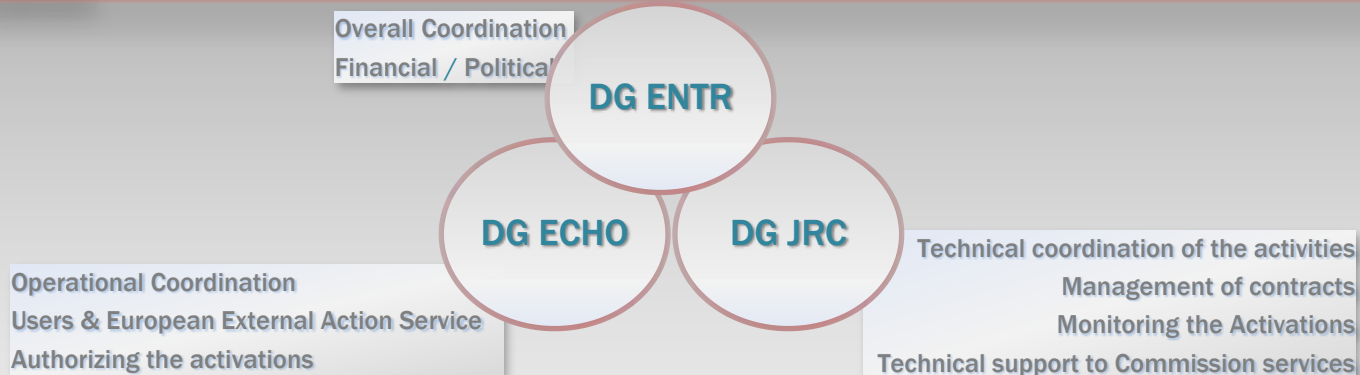 Overall Coordination
Financial / Political
DG ENTR
DG ECHO
DG JRC
Operational Coordination
Users & European External Action Service
Authorizing the activations
Technical coordination of the activities
Management of contracts
Monitoring the Activations
Technical support to Commission services